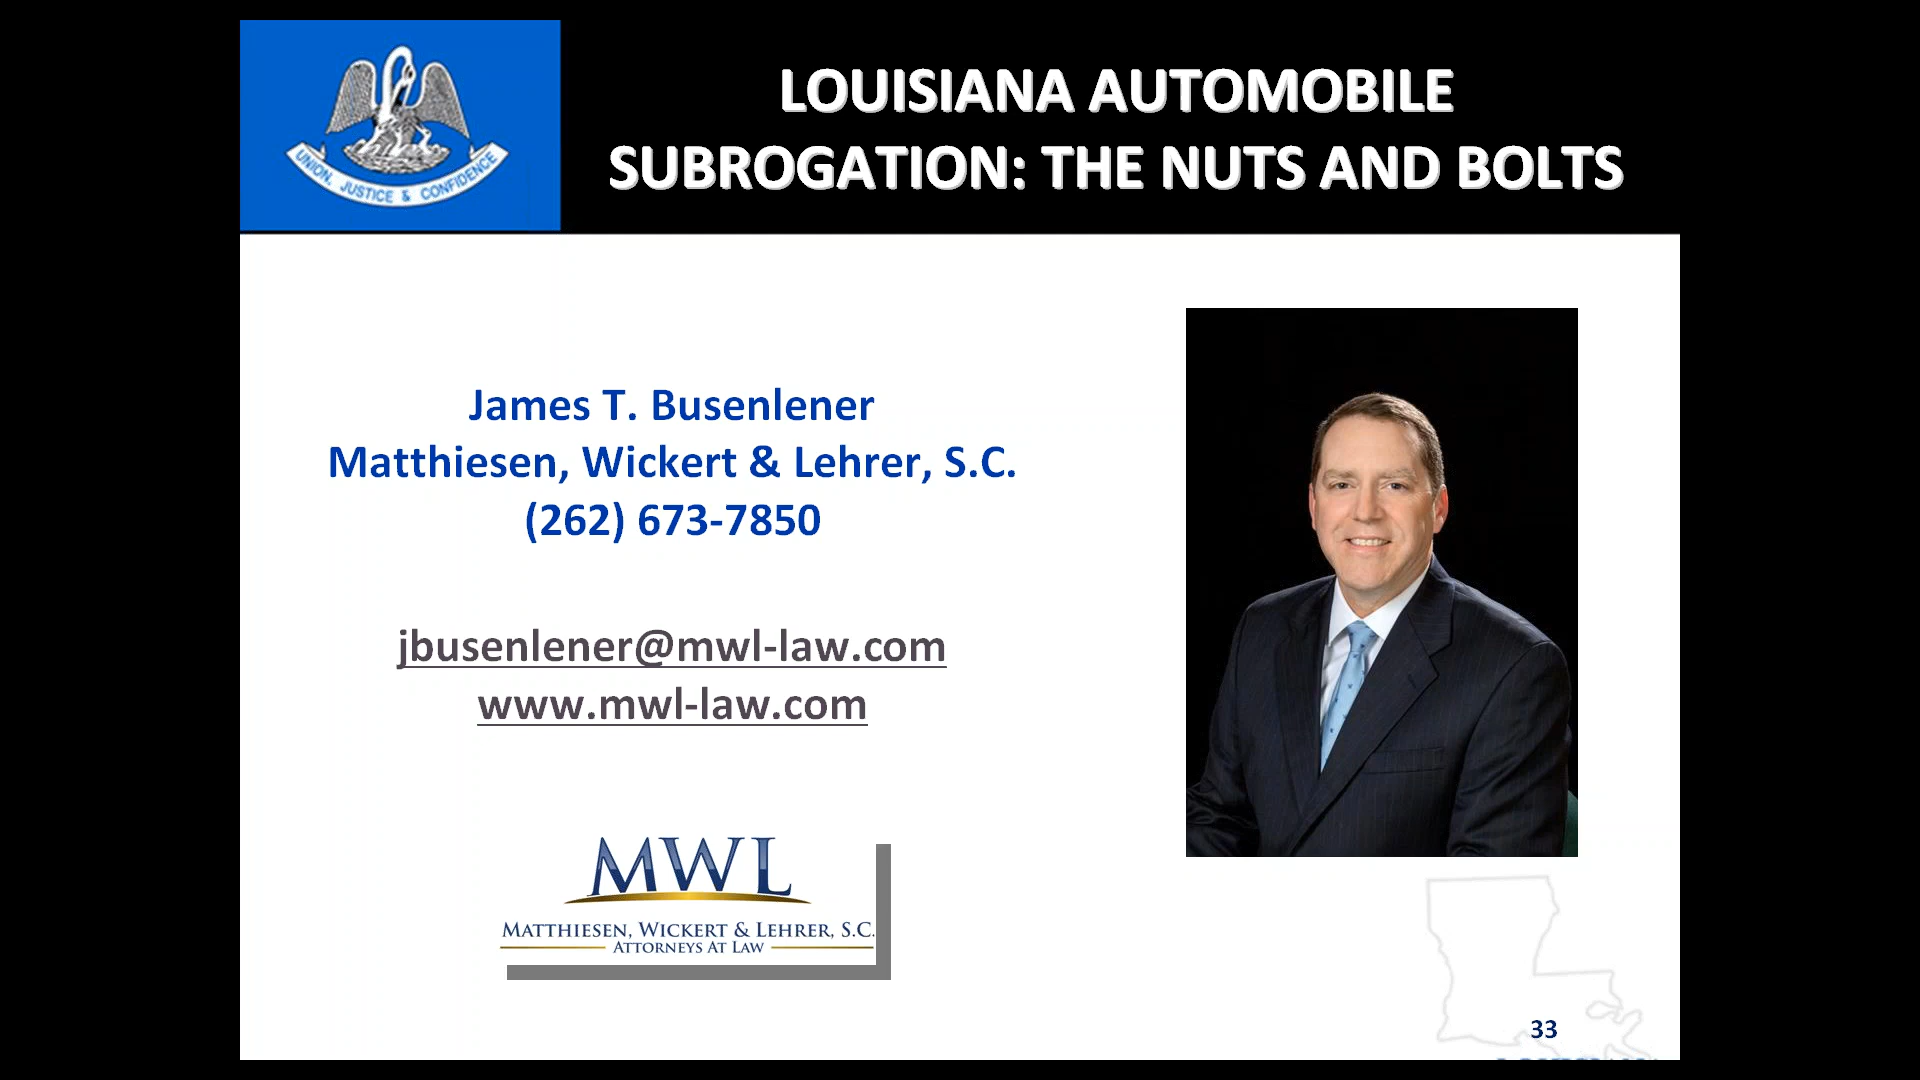 LOUISIANA AUTOMOBILE
SUBROGATION: THE NUTS AND BOLTS
UNION, JUSTICE & CONFIDENCE
James T. Busenlener
Matthiesen, Wickert & Lehrer, S.C.
(262) 673-7850
jbusenlener@mwl-law.com
www.mwl-law.com
MWL
MATTHIESEN, WICKERT & LEHRER, S.C.
ATTORNEYS AT LAW
33